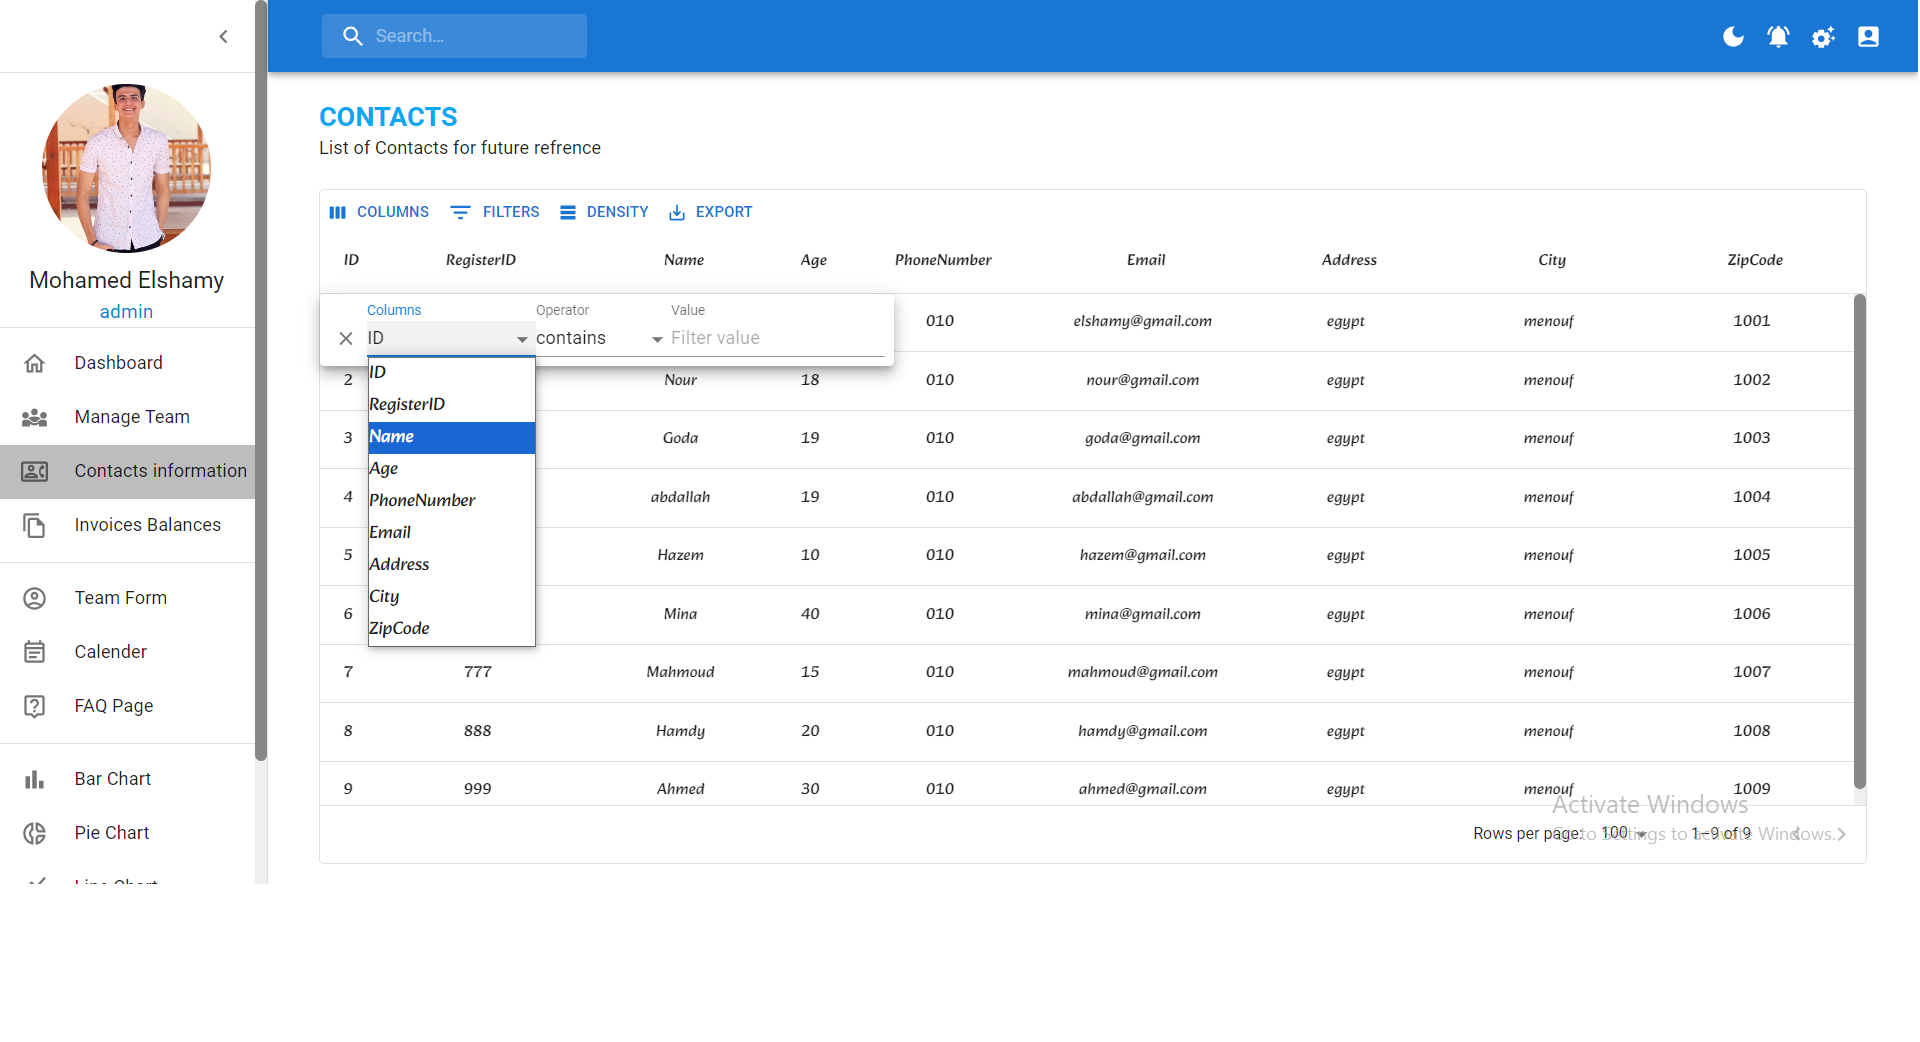 Search...
Mohamed Elshamy
admin
Dashboard
Manage Team
Contacts information
Invoices Balances
Team Form
Calender
FAQ Page
Bar Chart
Pie Chart
Line Chart
CONTACTS
List of Contacts for future refrence
COLUMNS FILTERS DENSITY EXPORT
ID RegisterID Name Age PhoneNumber Email Address City ZipCode
Columns Operator Value
ID contains Filter value
ID
RegisterID
Name
Age
PhoneNumber
Email
Address
City
ZipCode
010 elshamy@gmail.com egypt menouf 1001
2 Nour 18 010 nour@gmail.com egypt menouf 1002
3 Goda 19 010 goda@gmail.com egypt menouf 1003
4 abdallah 19 010 abdallah@gmail.com egypt menouf 1004
5 Hazem 10 010 hazem@gmail.com egypt menouf 1005
6 Mina 40 010 mina@gmail.com egypt menouf 1006
7 777 Mahmoud 15 010 mahmoud@gmail.com egypt menouf 1007
8 888 Hamdy 20 010 hamdy@gmail.com egypt menouf 1008
9 999 Ahmed 30 010 ahmed@gmail.com egypt menouf 1009
Rows per page: 100 1–9 of 9
Activate Windows
Go to Settings to activate Windows.